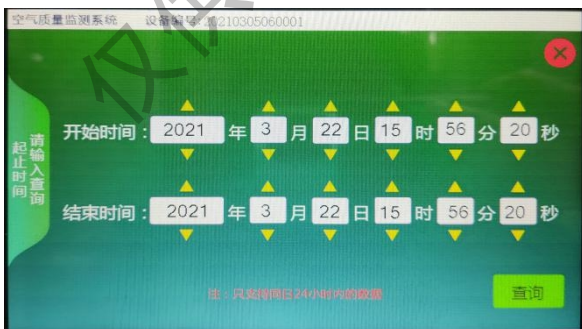 空气质量监测系统 设备编号:20210305060001
请输入查询
起止时间
开始时间：2021 年 3 月 22 日 15 时 56 分 20 秒
结束时间：2021 年 3 月 22 日 15 时 56 分 20 秒
注：只支持同日24小时内的数据
查询
仅供